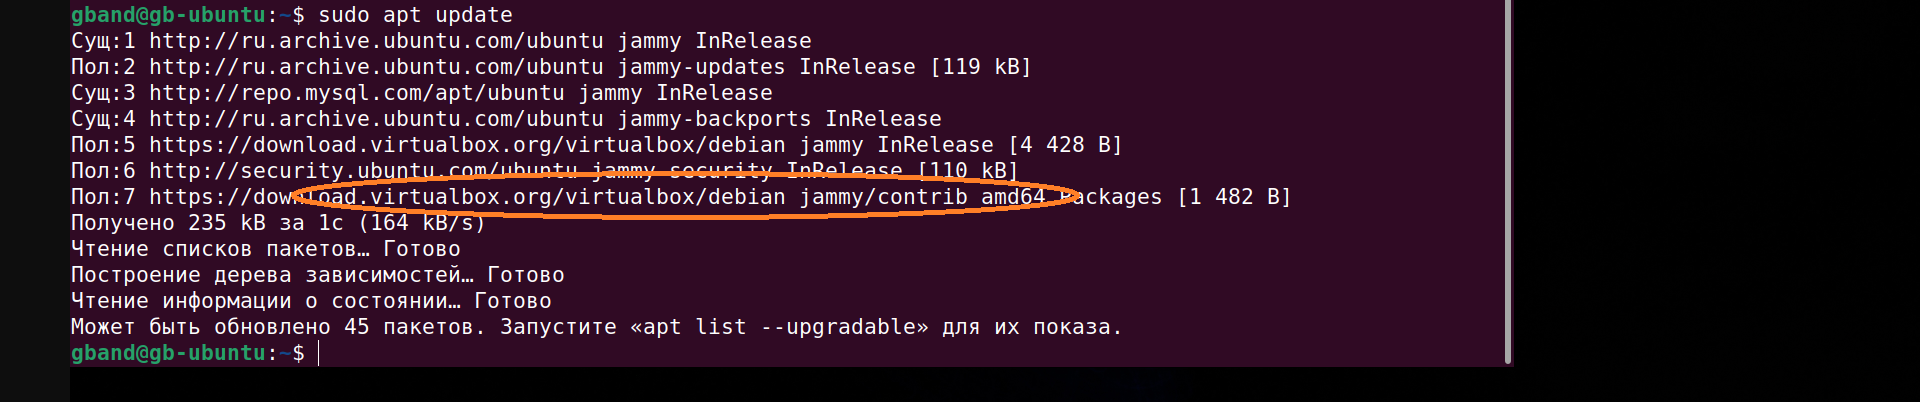 gband@gb-ubuntu:~$ sudo apt update
Сущ:1 http://ru.archive.ubuntu.com/ubuntu jammy InRelease
Пол:2 http://ru.archive.ubuntu.com/ubuntu jammy-updates InRelease [119 kB]
Сущ:3 http://repo.mysql.com/apt/ubuntu jammy InRelease
Сущ:4 http://ru.archive.ubuntu.com/ubuntu jammy-backports InRelease
Пол:5 https://download.virtualbox.org/virtualbox/debian jammy InRelease [4 428 B]
Пол:6 http://security.ubuntu.com/ubuntu jammy-security InRelease [110 kB]
Пол:7 https://download.virtualbox.org/virtualbox/debian jammy/contrib amd64 Packages [1 482 B]
Получено 235 kB за 1с (164 kB/s)
Чтение списков пакетов… Готово
Построение дерева зависимостей… Готово
Чтение информации о состоянии… Готово
Может быть обновлено 45 пакетов. Запустите «apt list --upgradable» для их показа.
gband@gb-ubuntu:~$